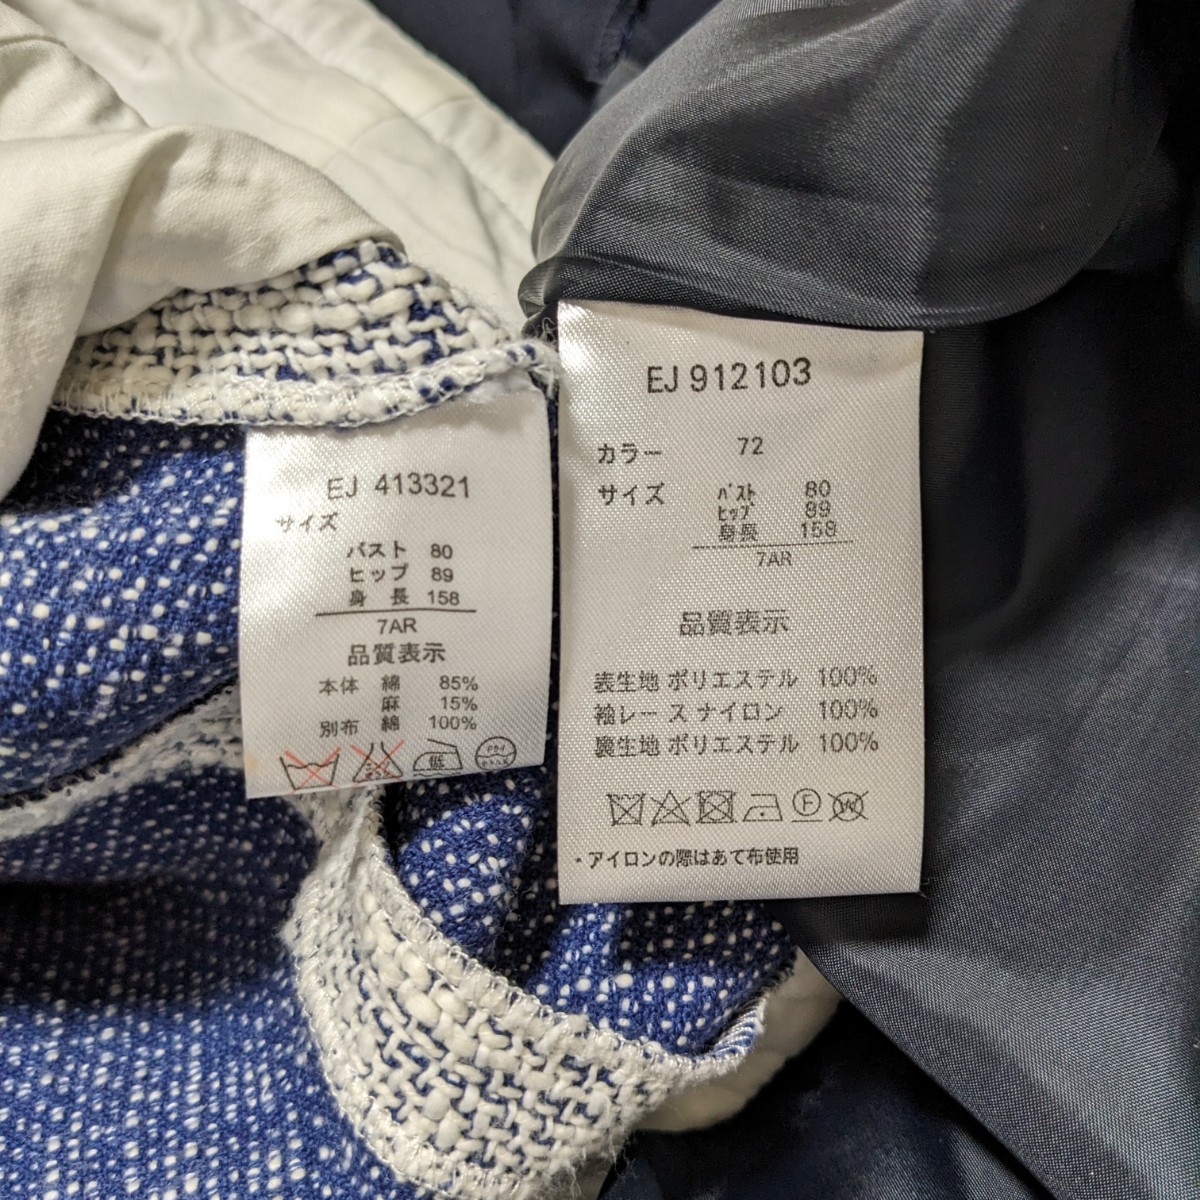 EJ 413321
サイズ
バスト 80
ヒップ 89
身 長 158
7AR
品質表示
本体 綿 85%
麻 15%
別布 綿 100%
低
EJ 912103
カラー 72
サイズ バスト 80
ヒップ 89
身長 158
7AR
品質表示
表生地 ポリエステル 100%
袖レース ナイロン 100%
裏生地 ポリエステル 100%
F W
・アイロンの際はあて布使用